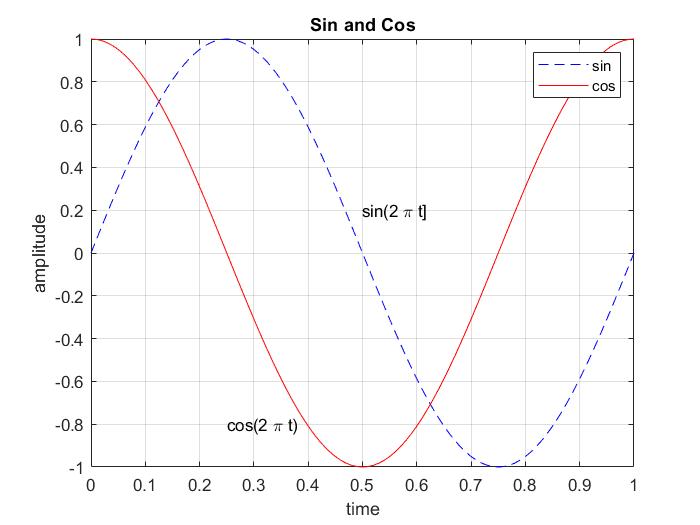 Sin and Cos
1
0.8
0.6
0.4
0.2
0
-0.2
-0.4
-0.6
-0.8
-1
amplitude
sin
cos
sin(2 π t]
cos(2 π t)
0 0.1 0.2 0.3 0.4 0.5 0.6 0.7 0.8 0.9 1
time